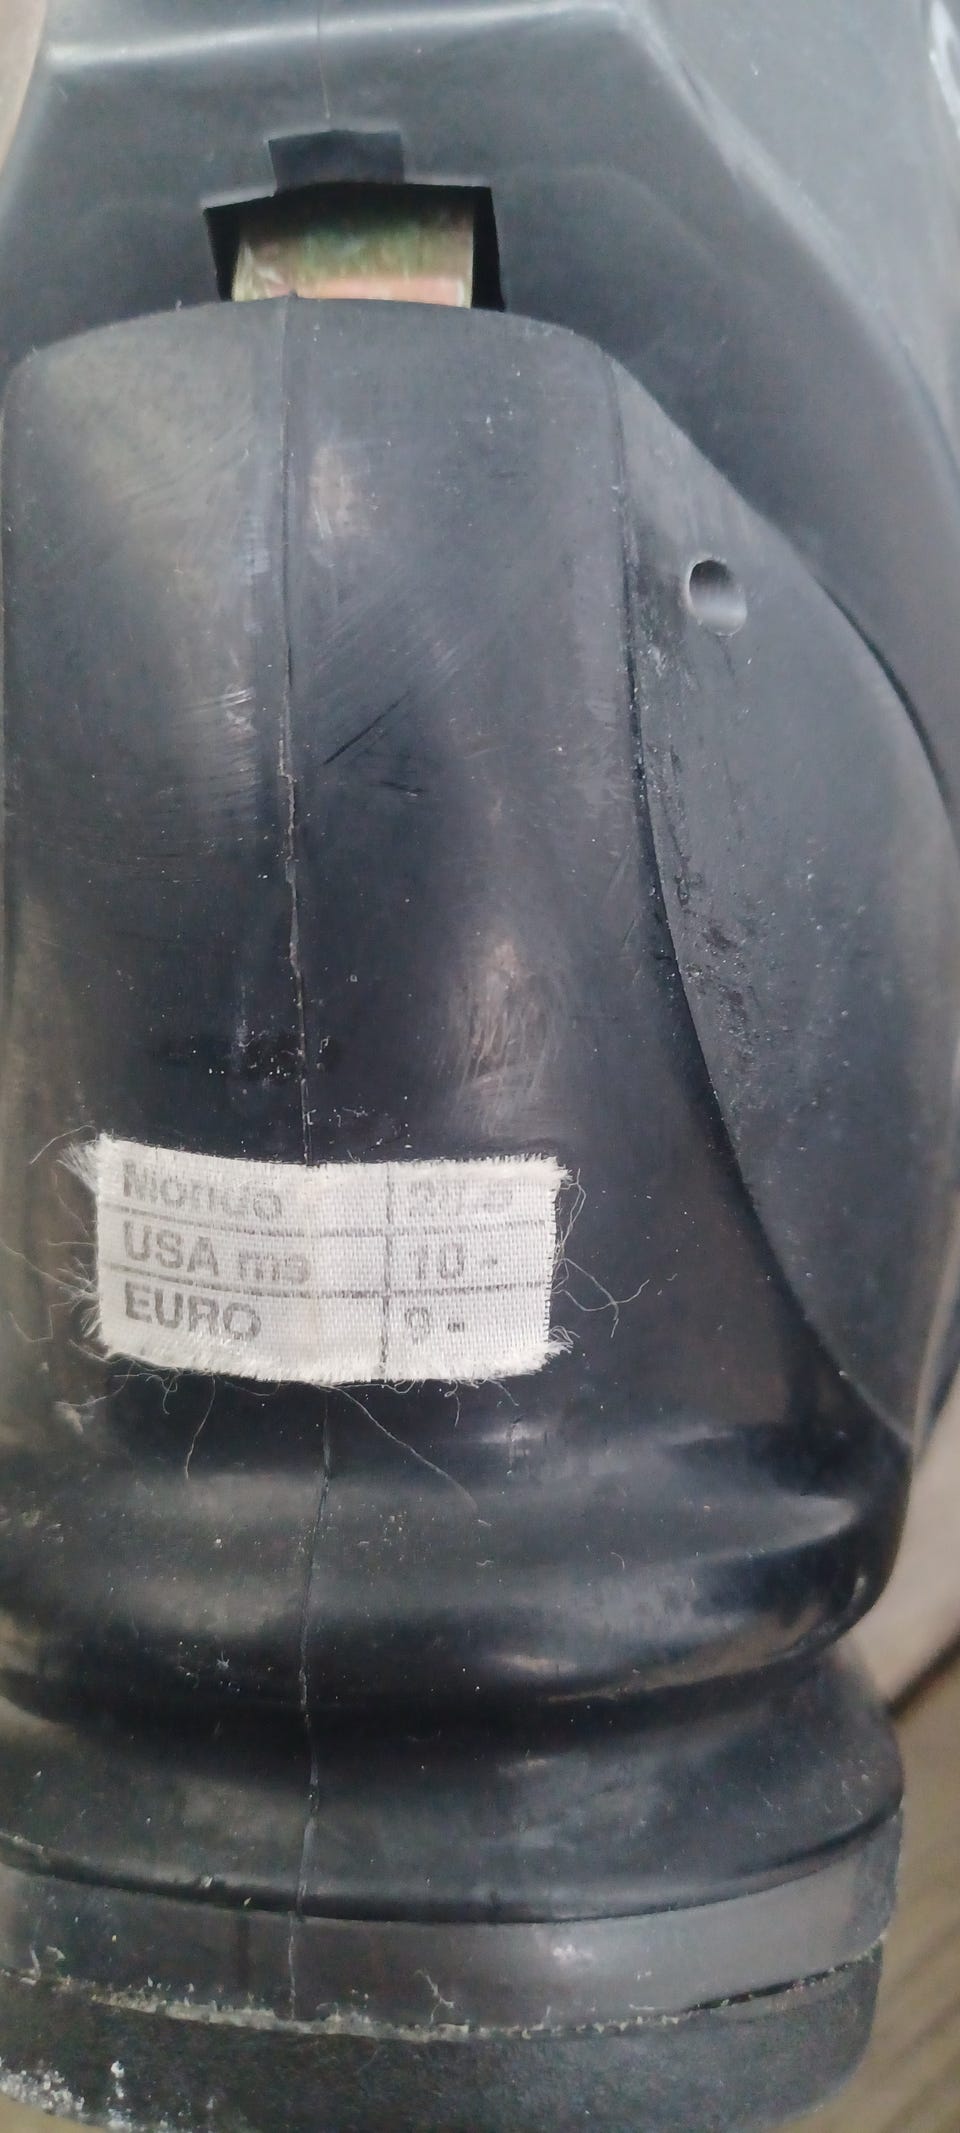 Mondo
USA ms 10 -
EURO 9 -